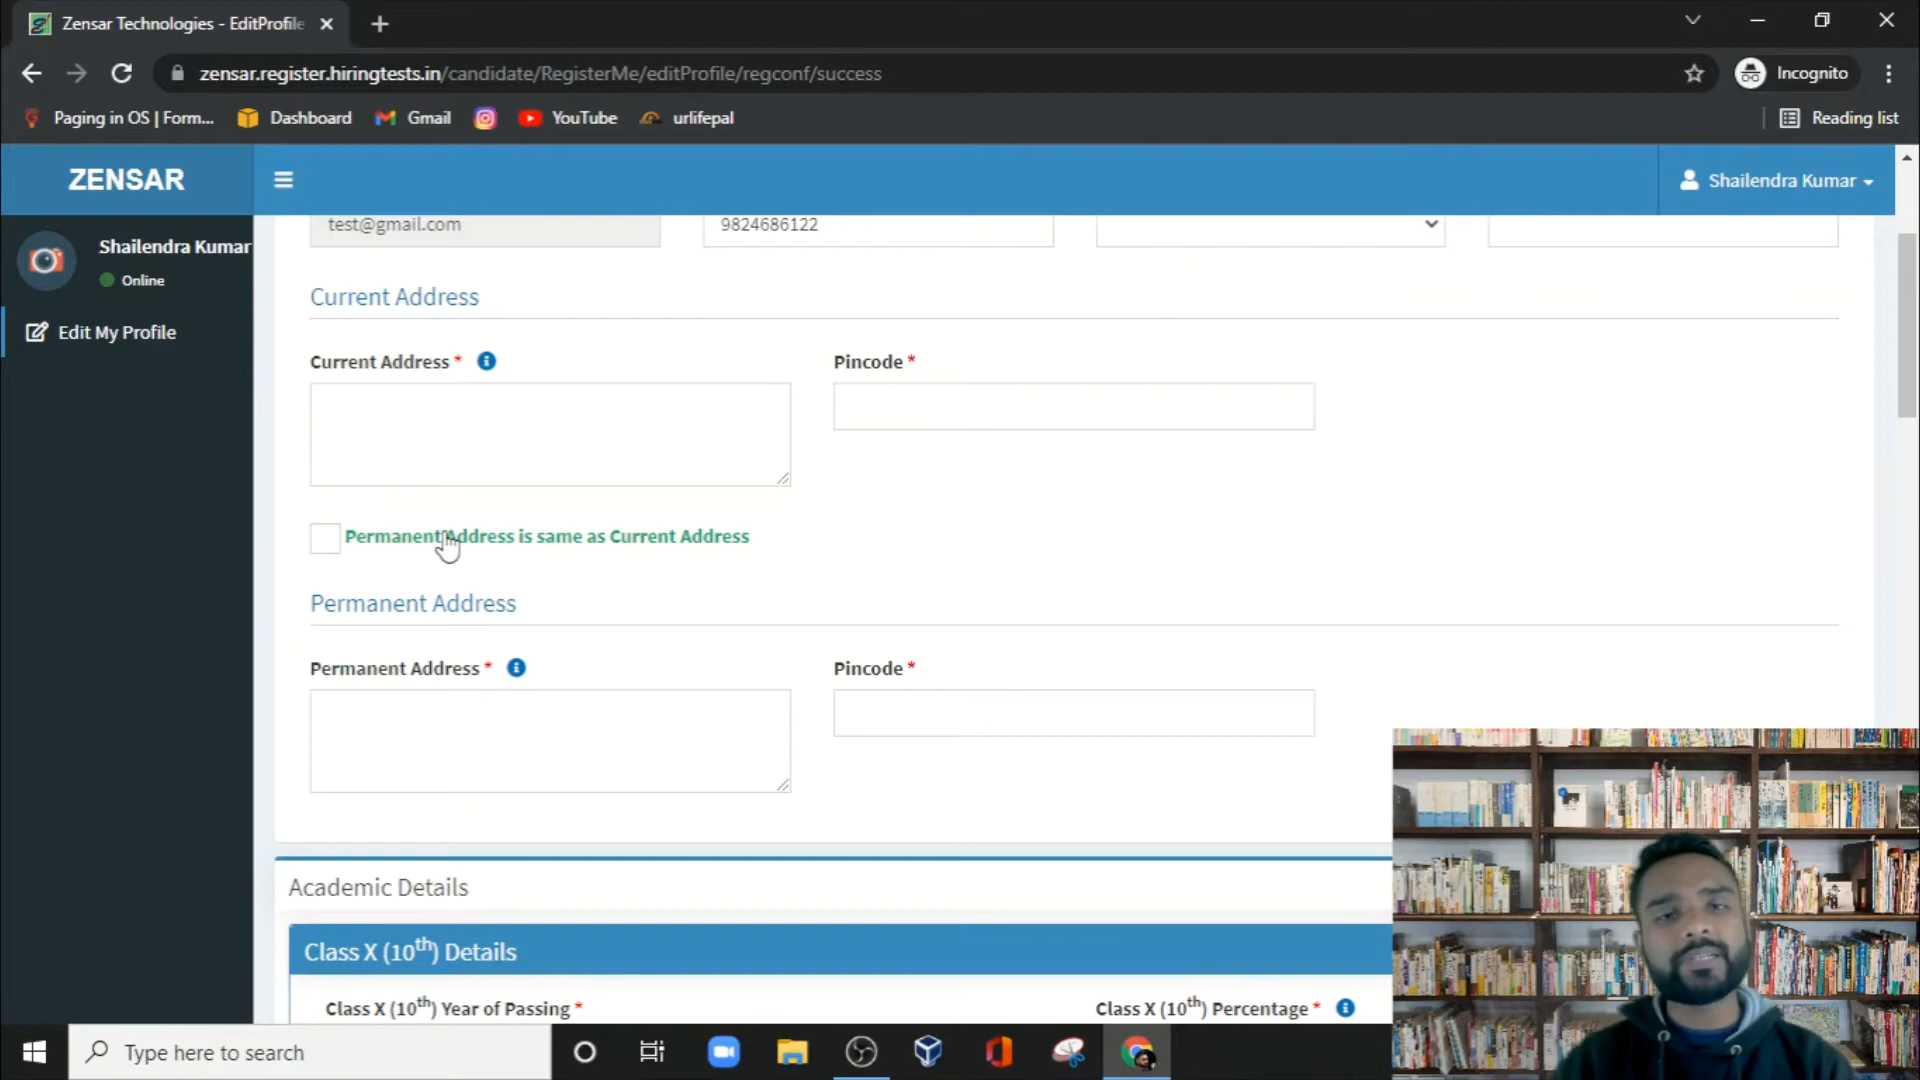 Zensar Technologies - EditProfile
zensar.register.hiringtests.in/candidate/RegisterMe/editProfile/regconf/success
Incognito
Paging in OS | Form...
Dashboard
Gmail
YouTube
urlifepal
Reading list
ZENSAR
Shailendra Kumar
Shailendra Kumar
Online
Edit My Profile
test@gmail.com
9824686122
Current Address
Current Address *
Pincode *
Permanent Address is same as Current Address
Permanent Address
Permanent Address *
Pincode *
Academic Details
Class X (10th) Details
Class X (10th) Year of Passing *
Class X (10th) Percentage *
Type here to search